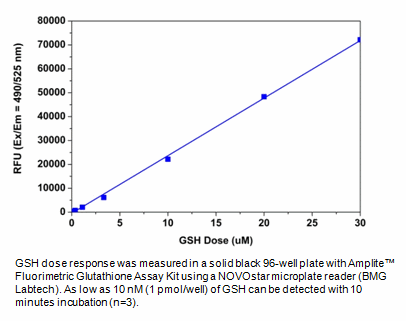 80000
70000
60000
50000
40000
30000
20000
10000
0
RFU (Ex/Em = 490/525 nm)
0 5 10 15 20 25 30
GSH Dose (uM)
GSH dose response was measured in a solid black 96-well plate with Amplite™
Fluorimetric Glutathione Assay Kit using a NOVOstar microplate reader (BMG
Labtech). As low as 10 nM (1 pmol/well) of GSH can be detected with 10
minutes incubation (n=3).